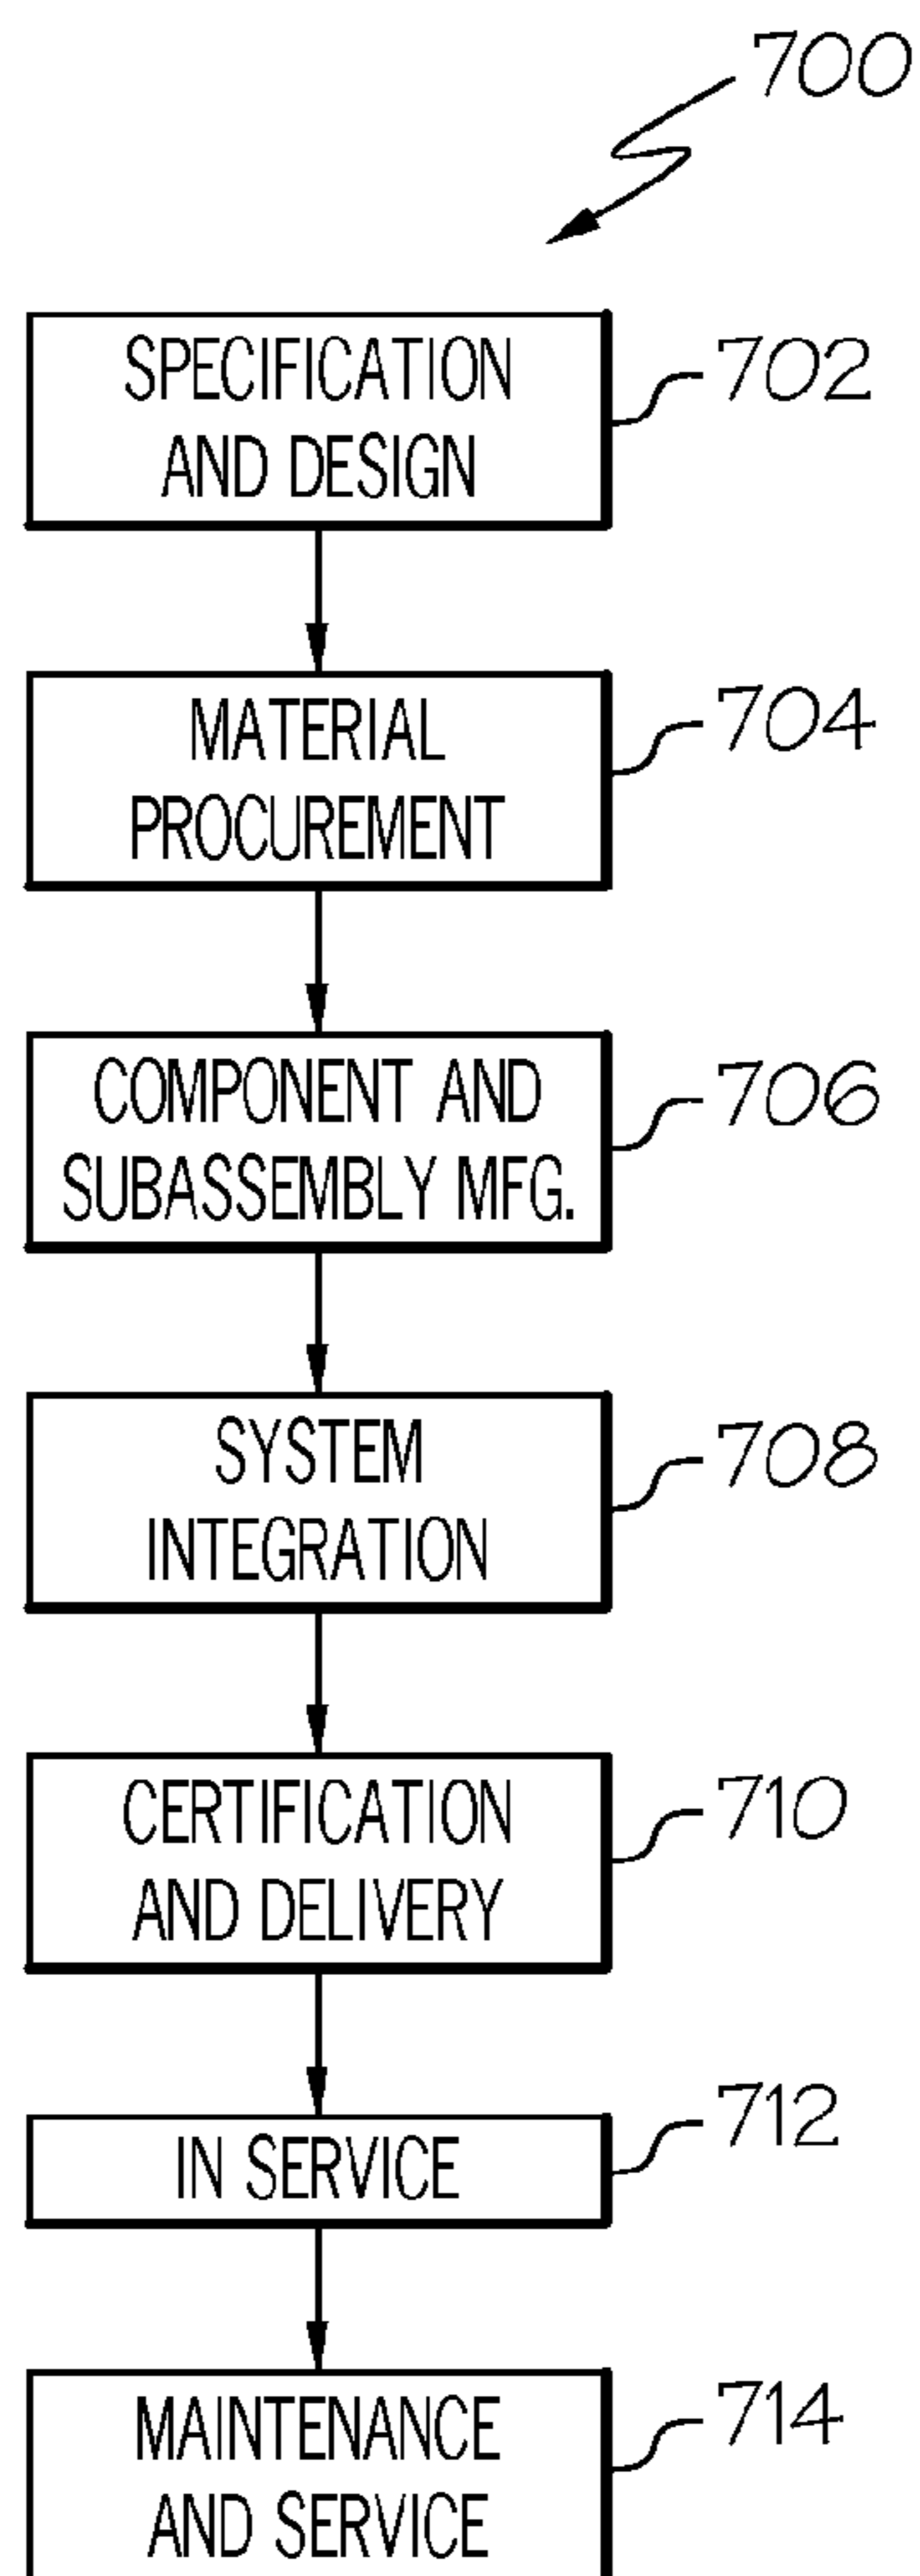 700
SPECIFICATION
AND DESIGN
702
MATERIAL
PROCUREMENT
704
COMPONENT AND
SUBASSEMBLY MFG.
706
SYSTEM
INTEGRATION
708
CERTIFICATION
AND DELIVERY
710
IN SERVICE
712
MAINTENANCE
AND SERVICE
714